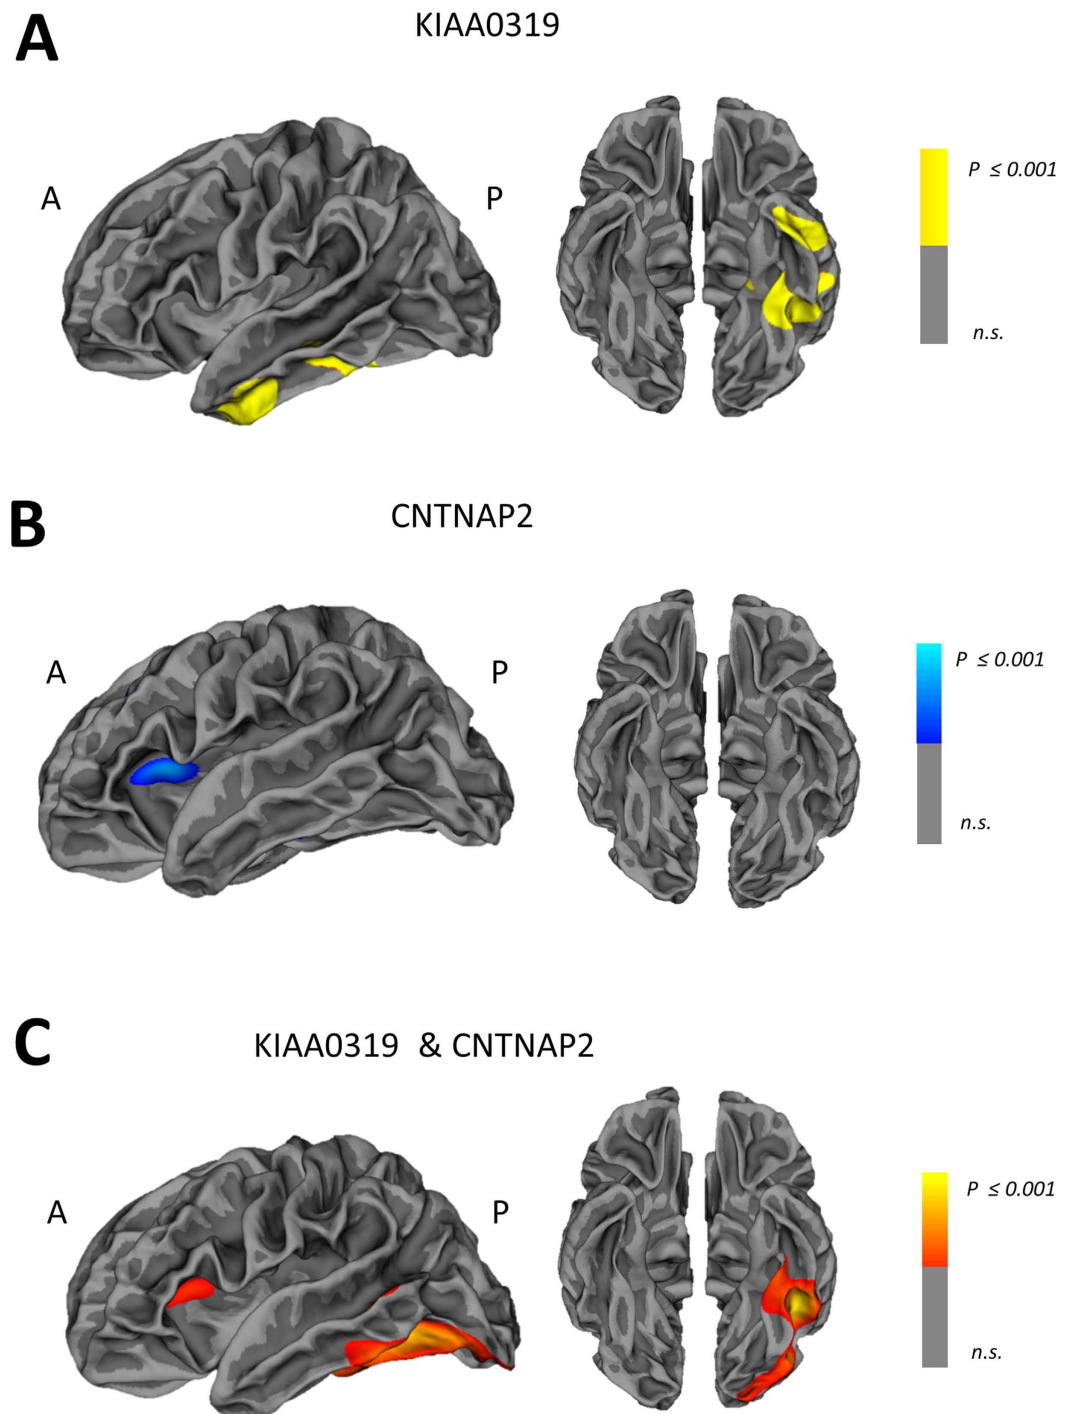 A
KIAA0319
A
P
P ≤ 0.001
n.s.
B
CNTNAP2
A
P
P ≤ 0.001
n.s.
C
KIAA0319 & CNTNAP2
A
P
P ≤ 0.001
n.s.